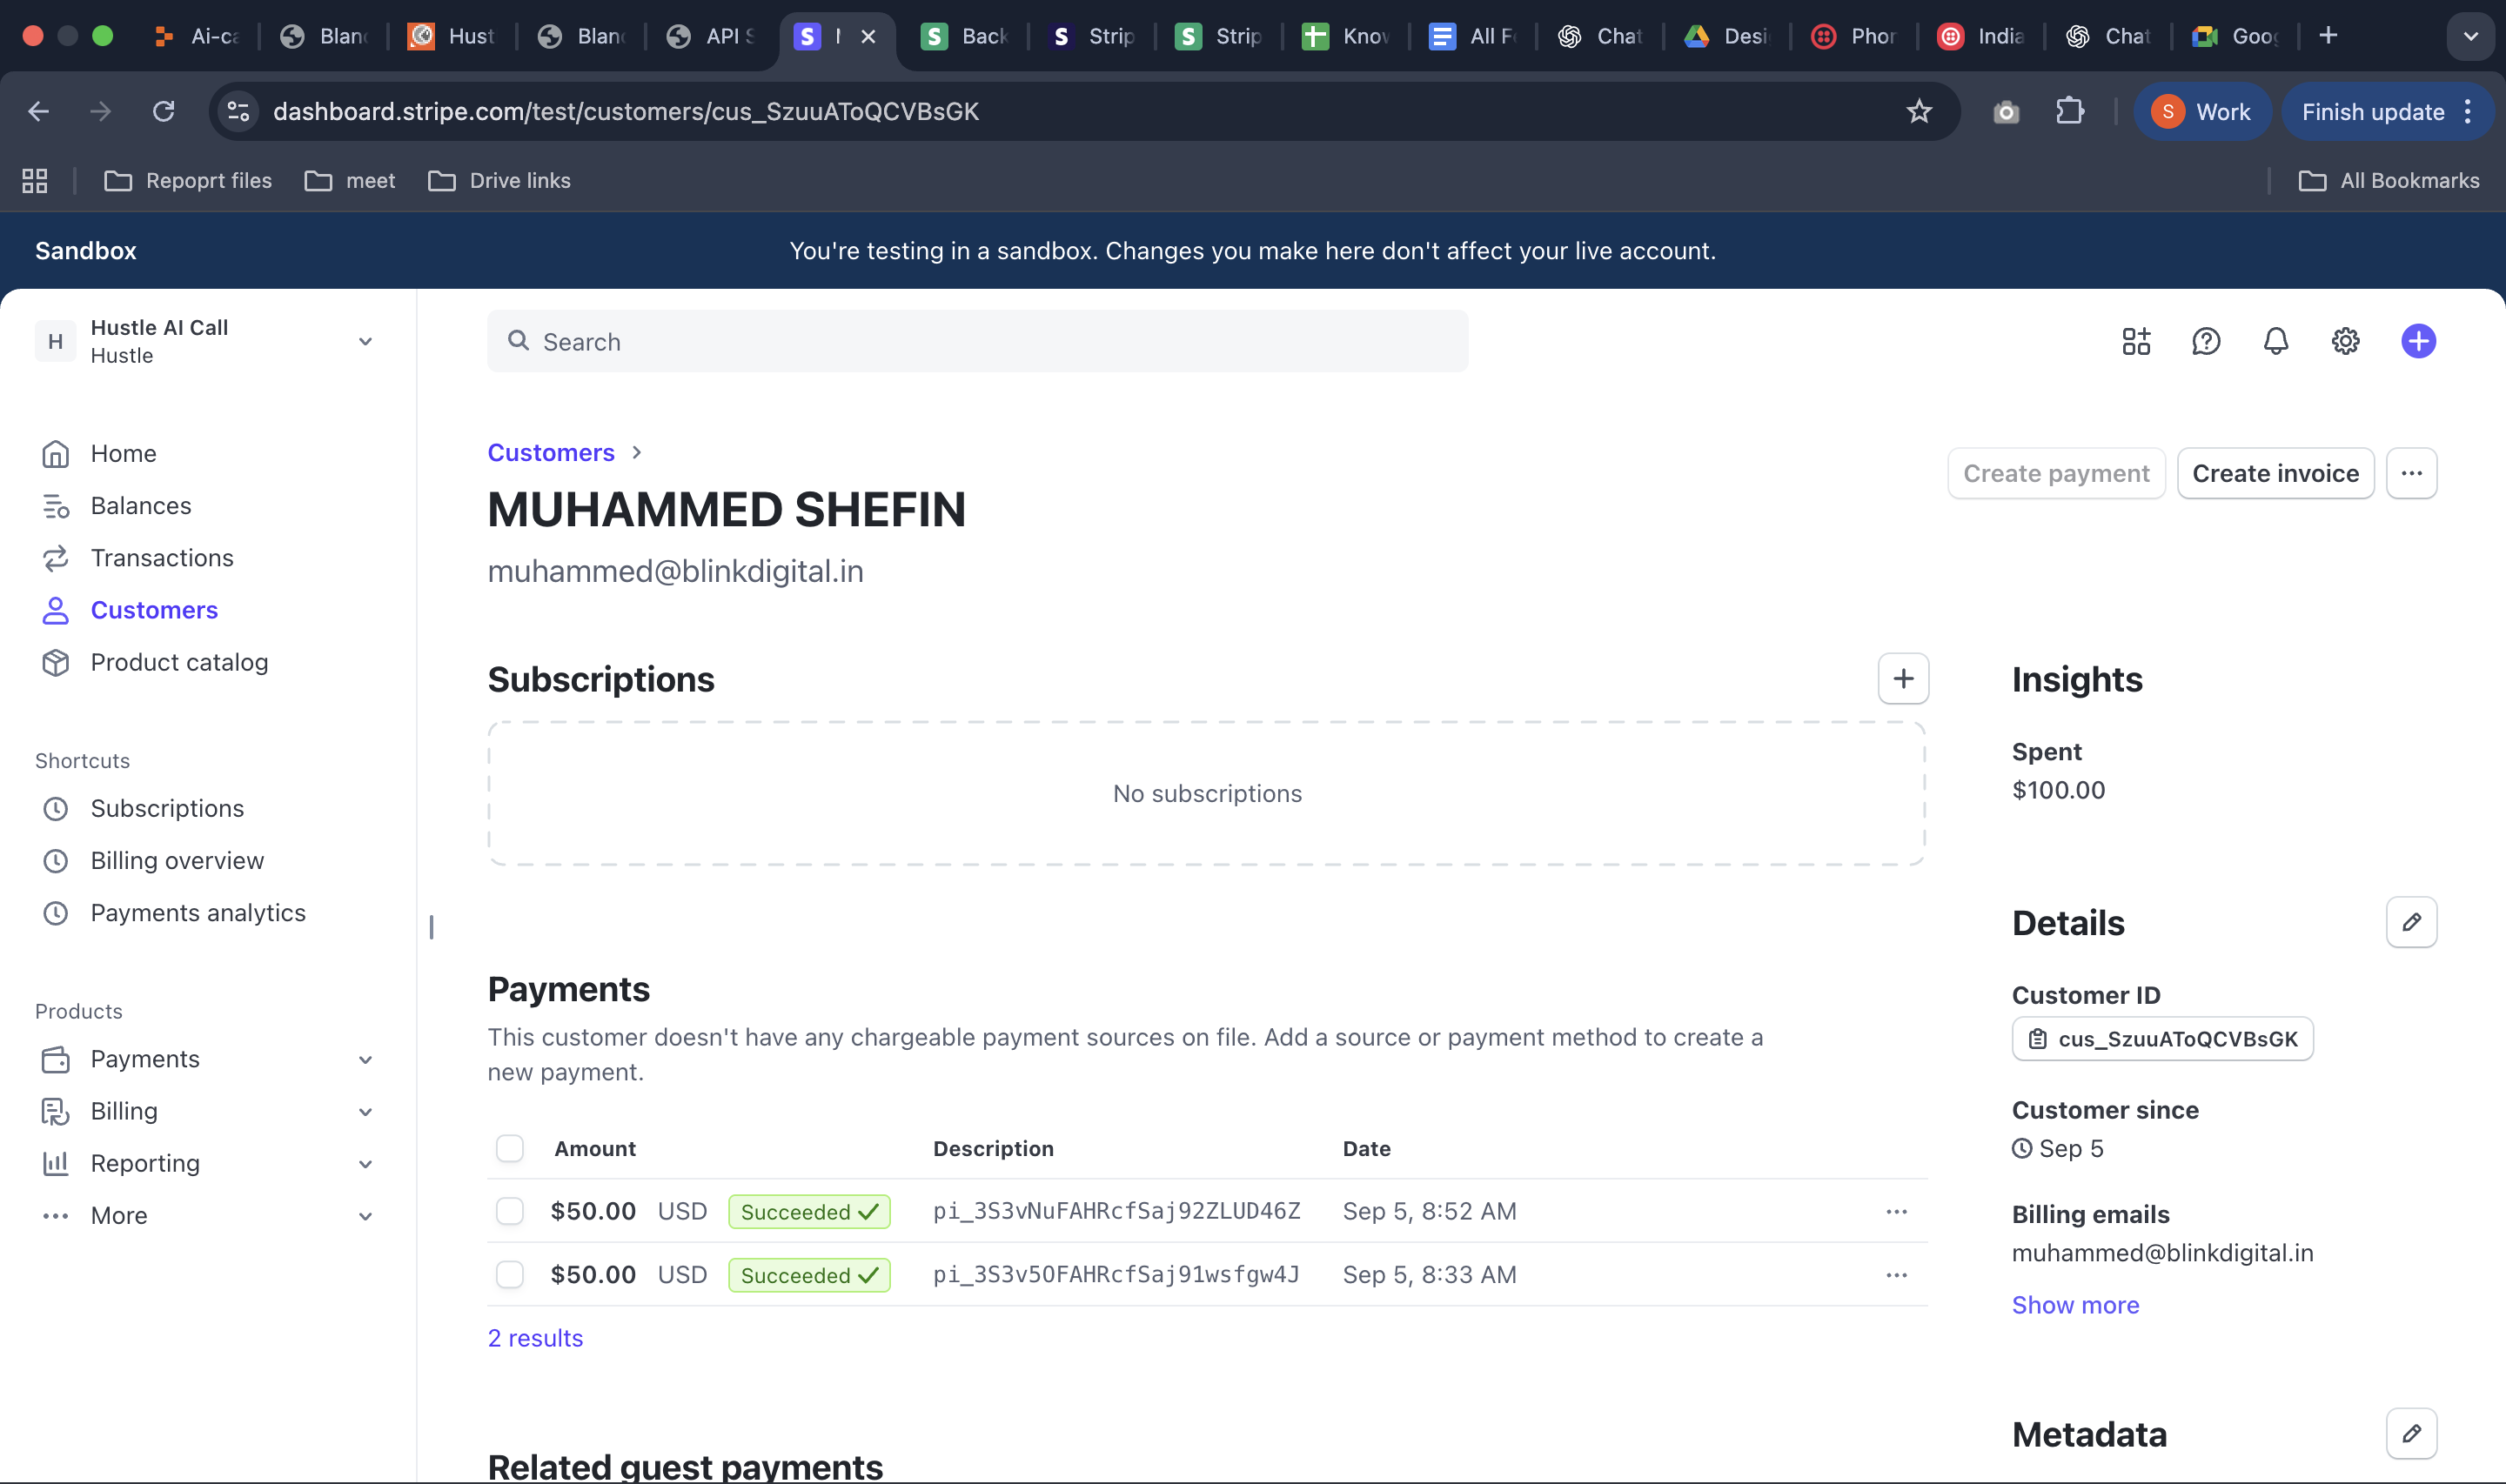 Ai-ca
Bland
Hust
Bland
API S
Back
Strip
Strip
Know
All Fe
Chat
Desi
Phon
India
Chat
Goog
dashboard.stripe.com/test/customers/cus_SzuuAToQCVBsGK
S Work
Finish update
Repoprt files
meet
Drive links
All Bookmarks
Sandbox
You're testing in a sandbox. Changes you make here don't affect your live account.
H
Hustle AI Call
Hustle
Search
Home
Balances
Transactions
Customers
Product catalog
Shortcuts
Subscriptions
Billing overview
Payments analytics
Products
Payments
Billing
Reporting
More
Customers
MUHAMMED SHEFIN
muhammed@blinkdigital.in
Create payment
Create invoice
Subscriptions
No subscriptions
Payments
This customer doesn't have any chargeable payment sources on file. Add a source or payment method to create a
new payment.
Amount Description Date
$50.00 USD Succeeded pi_3S3vNuFAHRcfSaj92ZLUD46Z Sep 5, 8:52 AM
$50.00 USD Succeeded pi_3S3v5OFAHRcfSaj91wsfgw4J Sep 5, 8:33 AM
2 results
Related guest payments
Insights
Spent
$100.00
Details
Customer ID
cus_SzuuAToQCVBsGK
Customer since
Sep 5
Billing emails
muhammed@blinkdigital.in
Show more
Metadata